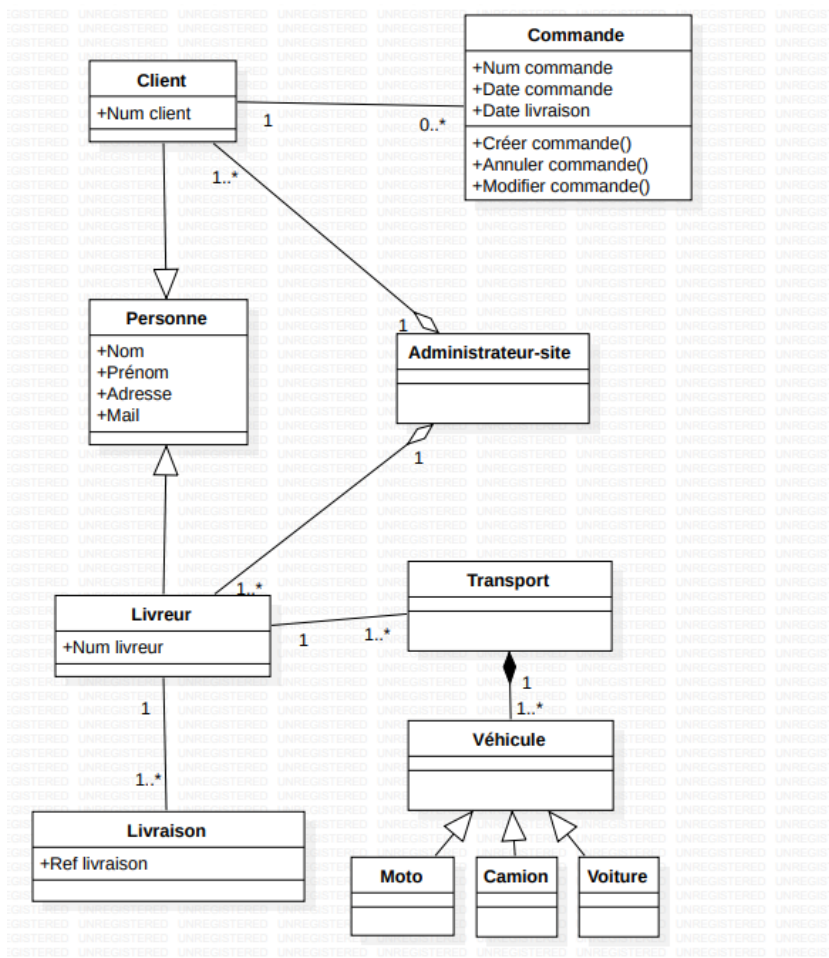 Commande
+Num commande
+Date commande
+Date livraison
+Créer commande()
+Annuler commande()
+Modifier commande()
Client
+Num client
1
0..*
1..*
Personne
+Nom
+Prénom
+Adresse
+Mail
1
Administrateur-site
1
1..*
Livreur
+Num livreur
1
1..*
Transport
1
1..*
Véhicule
1
1..*
Livraison
+Ref livraison
Moto
Camion
Voiture
UNREGISTERED